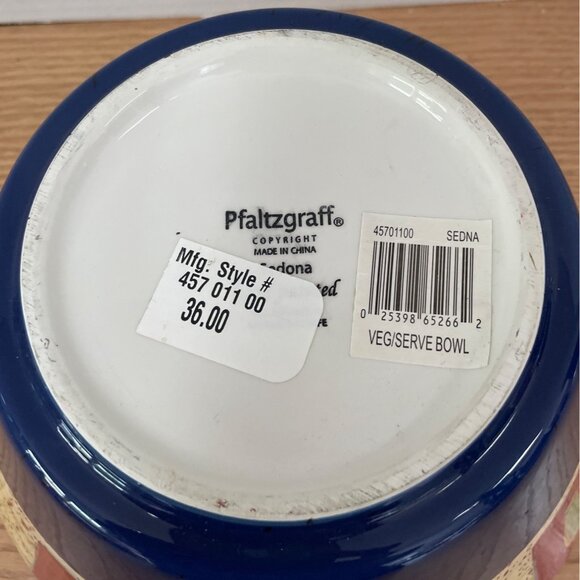 Pfaltzgraff®
COPYRIGHT
MADE IN CHINA
Mfg. Style #
457 011 00
36.00
45701100 SEDNA
0 25398 65266 2
VEG/SERVE BOWL